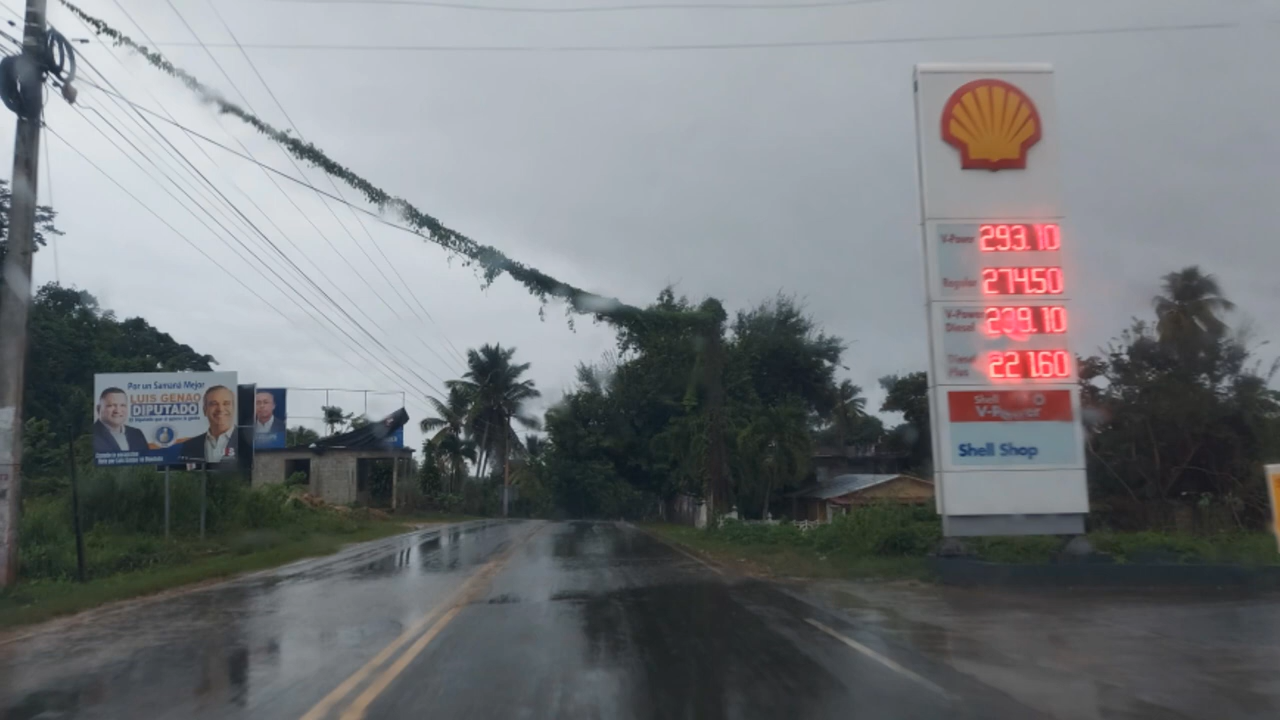 Por un Samaná Mejor
LUIS GENAO
DIPUTADO
V-Power 293.10
Regular 274.50
V-Power
Diesel 239.10
Diesel 221.60
Shell
V-Power
Shell Shop